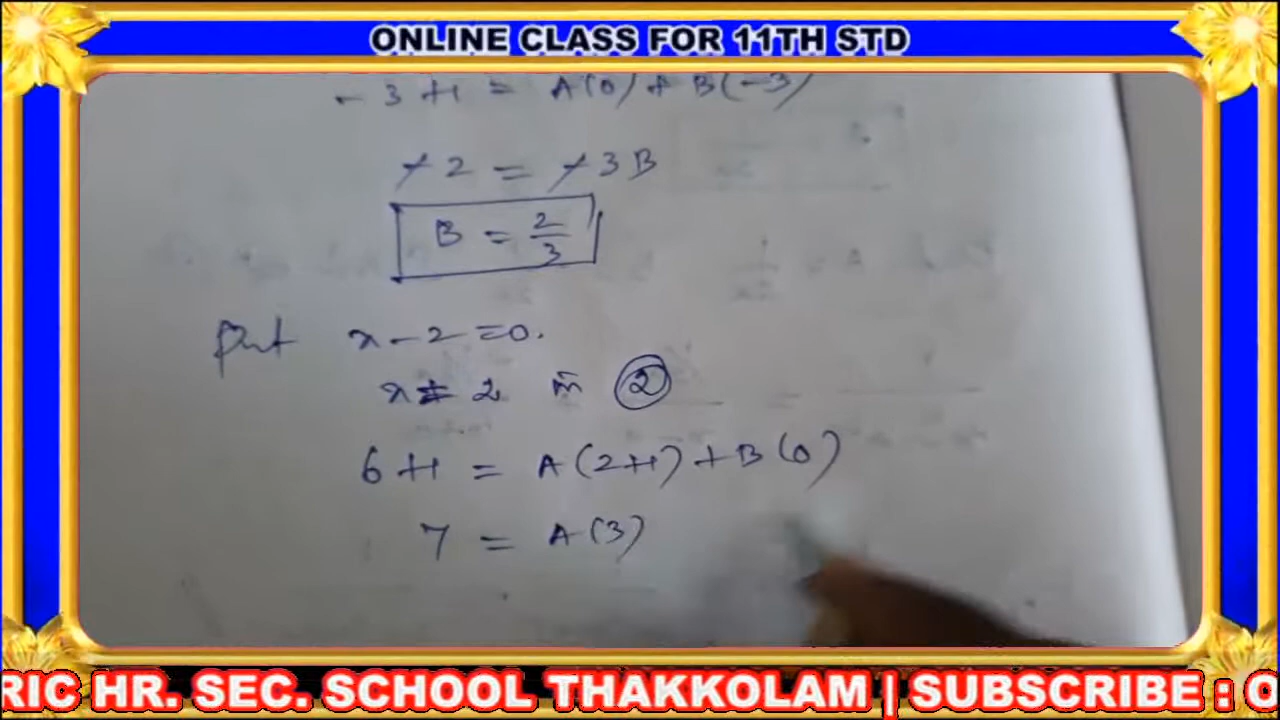 ONLINE CLASS FOR 11TH STD
- 3 +1 = A(0) + B(-3)
-2 = -3B
B = 2/3
Put x - 2 = 0.
x = 2 in 2
6 +1 = A(2+1) + B(0)
7 = A(3)
RIC HR. SEC. SCHOOL THAKKOLAM | SUBSCRIBE : O